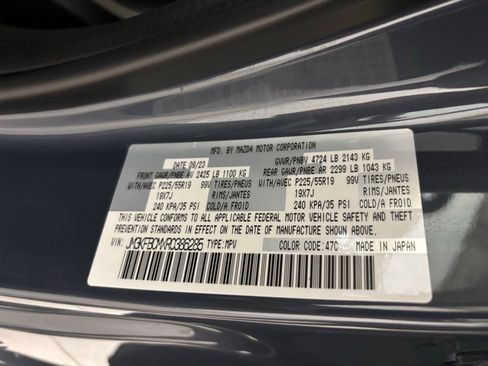 MFD. BY MAZDA MOTOR CORPORATION
DATE 09/23 GVWR/PNBV 4724 LB 2143 KG
FRONT GAWR/PNBE AV 2425 LB 1100 KG REAR GAWR/PNBE AR 2299 LB 1043 KG
WITH/AVEC P225/55R19 99V TIRES/PNEUS WITH/AVEC P225/55R19 99V TIRES/PNEUS
19X7J RIMS/JANTES 19X7J RIMS/JANTES
240 KPA/35 PSI COLD/A FROID 240 KPA/35 PSI COLD/A FROID
THIS VEHICLE CONFORMS TO ALL APPLICABLE FEDERAL MOTOR VEHICLE SAFETY AND THEFT
PREVENTION STANDARDS IN EFFECT ON THE DATE OF MANUFACTURE SHOWN ABOVE.
TYPE:MPV COLOR CODE:47C MADE IN JAPAN